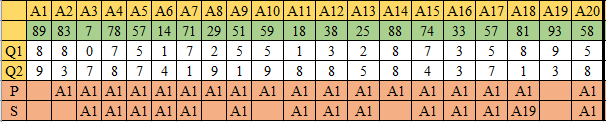 A1 A2 A3 A4 A5 A6 A7 A8 A9 A10 A11 A12 A13 A14 A15 A16 A17 A18 A19 A20
89 83 7 78 57 14 71 29 51 59 18 38 25 88 74 33 57 81 93 58
Q1 8 8 0 7 5 1 7 2 5 5 1 3 2 8 7 3 5 8 9 5
Q2 9 3 7 8 7 4 1 9 1 9 8 8 5 8 4 3 7 1 3 8
P A1 A1 A1 A1 A1 A1 A1 A1 A1 A1 A1 A1 A1 A1 A1 A1 A1 A1
S A1 A1 A1 A1 A1 A1 A1 A1 A1 A1 A1 A1 A19 A1